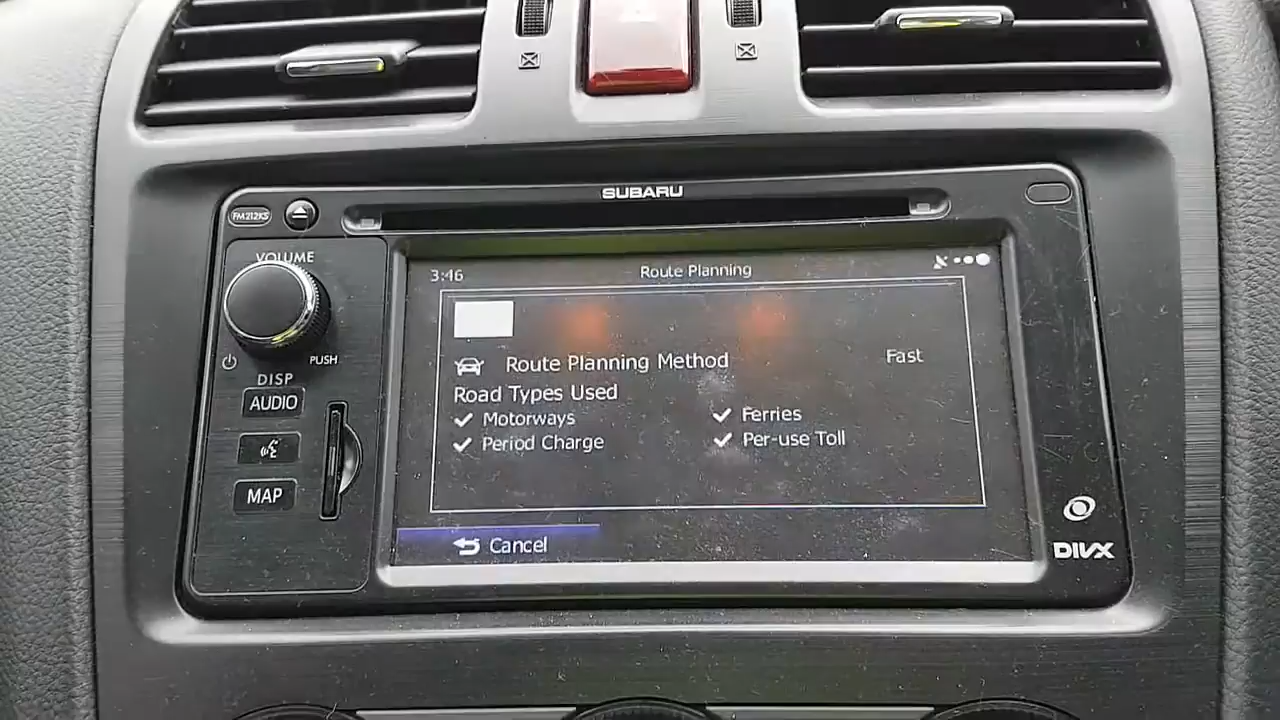 SUBARU
FM212KS
VOLUME
PUSH
DISP
AUDIO
MAP
3:46
Route Planning
Route Planning Method Fast
Road Types Used
Motorways Ferries
Period Charge Per-use Toll
Cancel
DIVX